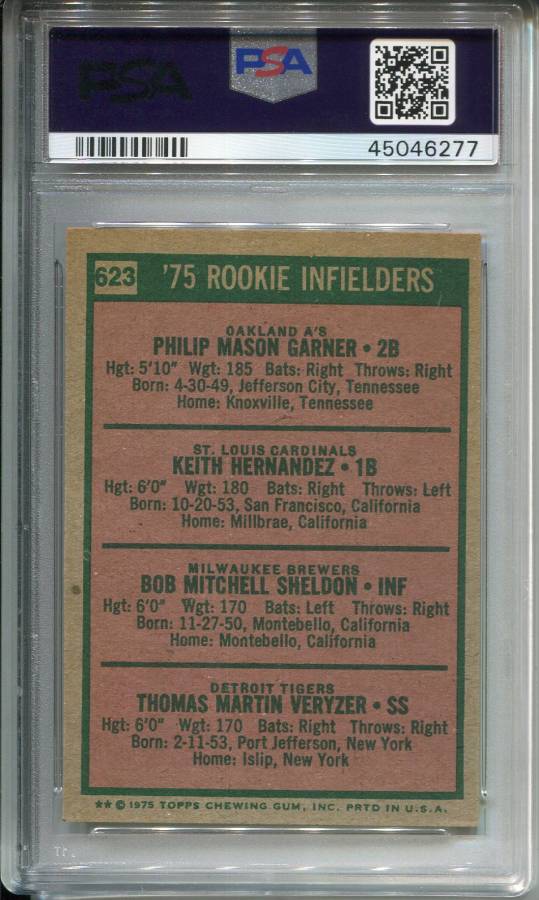 PSA
PSA
45046277
623
'75 ROOKIE INFIELDERS
OAKLAND A'S
PHILIP MASON GARNER • 2B
Hgt: 5'10" Wgt: 185 Bats: Right Throws: Right
Born: 4-30-49, Jefferson City, Tennessee
Home: Knoxville, Tennessee
ST. LOUIS CARDINALS
KEITH HERNANDEZ • 1B
Hgt: 6'0" Wgt: 180 Bats: Right Throws: Left
Born: 10-20-53, San Francisco, California
Home: Millbrae, California
MILWAUKEE BREWERS
BOB MITCHELL SHELDON • INF
Hgt: 6'0" Wgt: 170 Bats: Left Throws: Right
Born: 11-27-50, Montebello, California
Home: Montebello, California
DETROIT TIGERS
THOMAS MARTIN VERYZER • SS
Hgt: 6'0" Wgt: 170 Bats: Right Throws: Right
Born: 2-11-53, Port Jefferson, New York
Home: Islip, New York
** © 1975 TOPPS CHEWING GUM, INC. PRTD IN U.S.A.